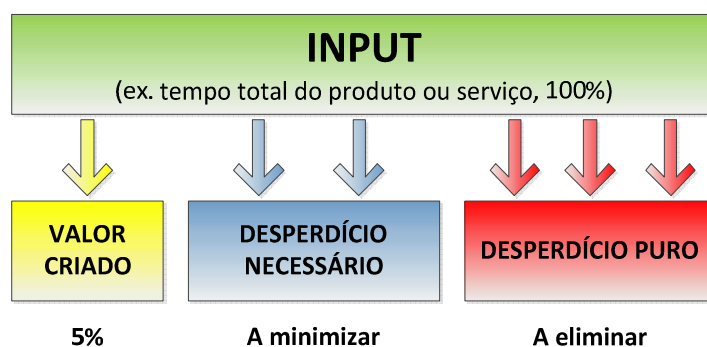 INPUT
(ex. tempo total do produto ou serviço, 100%)
VALOR
CRIADO
DESPERDÍCIO
NECESSÁRIO
DESPERDÍCIO PURO
5%
A minimizar
A eliminar